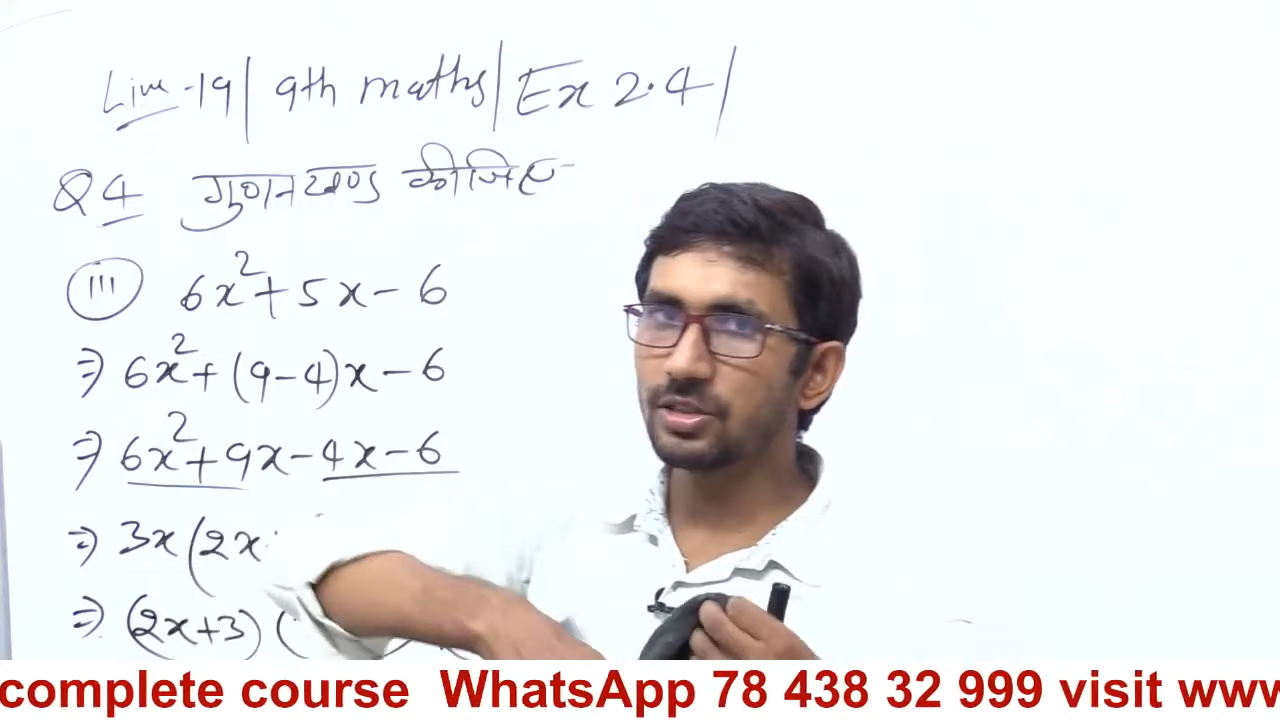 Live-19 | 9th maths | Ex 2.4 |
Q4 गुणनखण्ड कीजिए
(iii) 6x²+5x-6
⇒ 6x²+(9-4)x-6
⇒ 6x²+9x-4x-6
⇒ 3x(2x
⇒ (2x+3)(
complete course WhatsApp 78 438 32 999 visit www